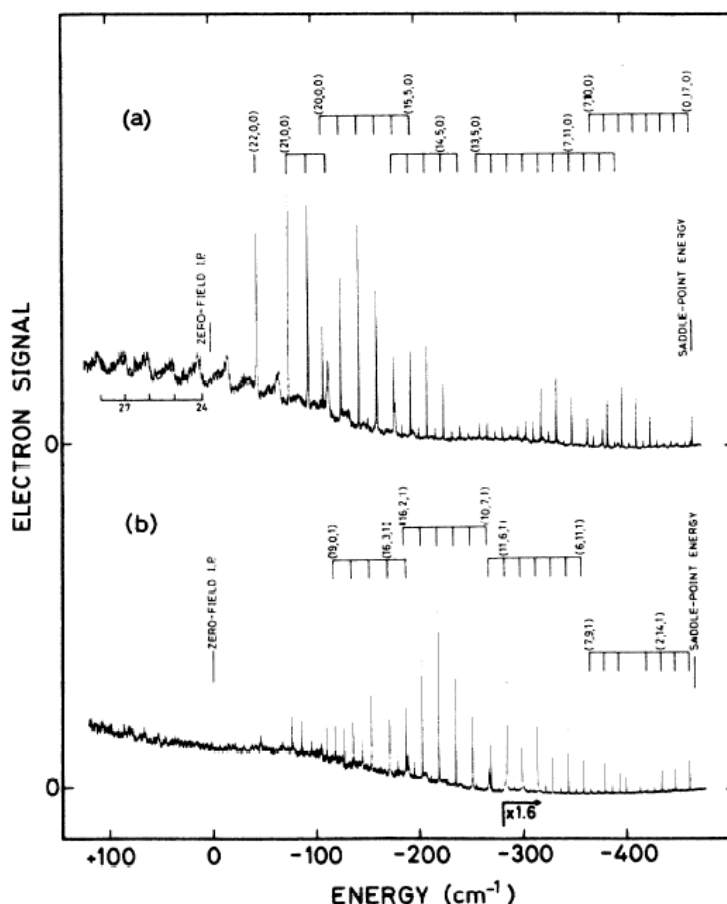 (22,0,0)
(21,0,0)
(20,0,0)
(15,5,0)
(14,5,0)
(13,5,0)
(7,11,0)
(7,10,0)
(0,17,0)
(a)
ZERO-FIELD I.P.
SADDLE-POINT ENERGY
27
24
0
ELECTRON SIGNAL
(b)
(19,0,1)
(16,3,1)
(16,2,1)
(10,7,1)
(11,6,1)
(6,11,1)
(7,9,1)
(2,14,1)
ZERO-FIELD I.P.
SADDLE-POINT ENERGY
0
x1.6
+100 0 -100 -200 -300 -400
ENERGY (cm⁻¹)